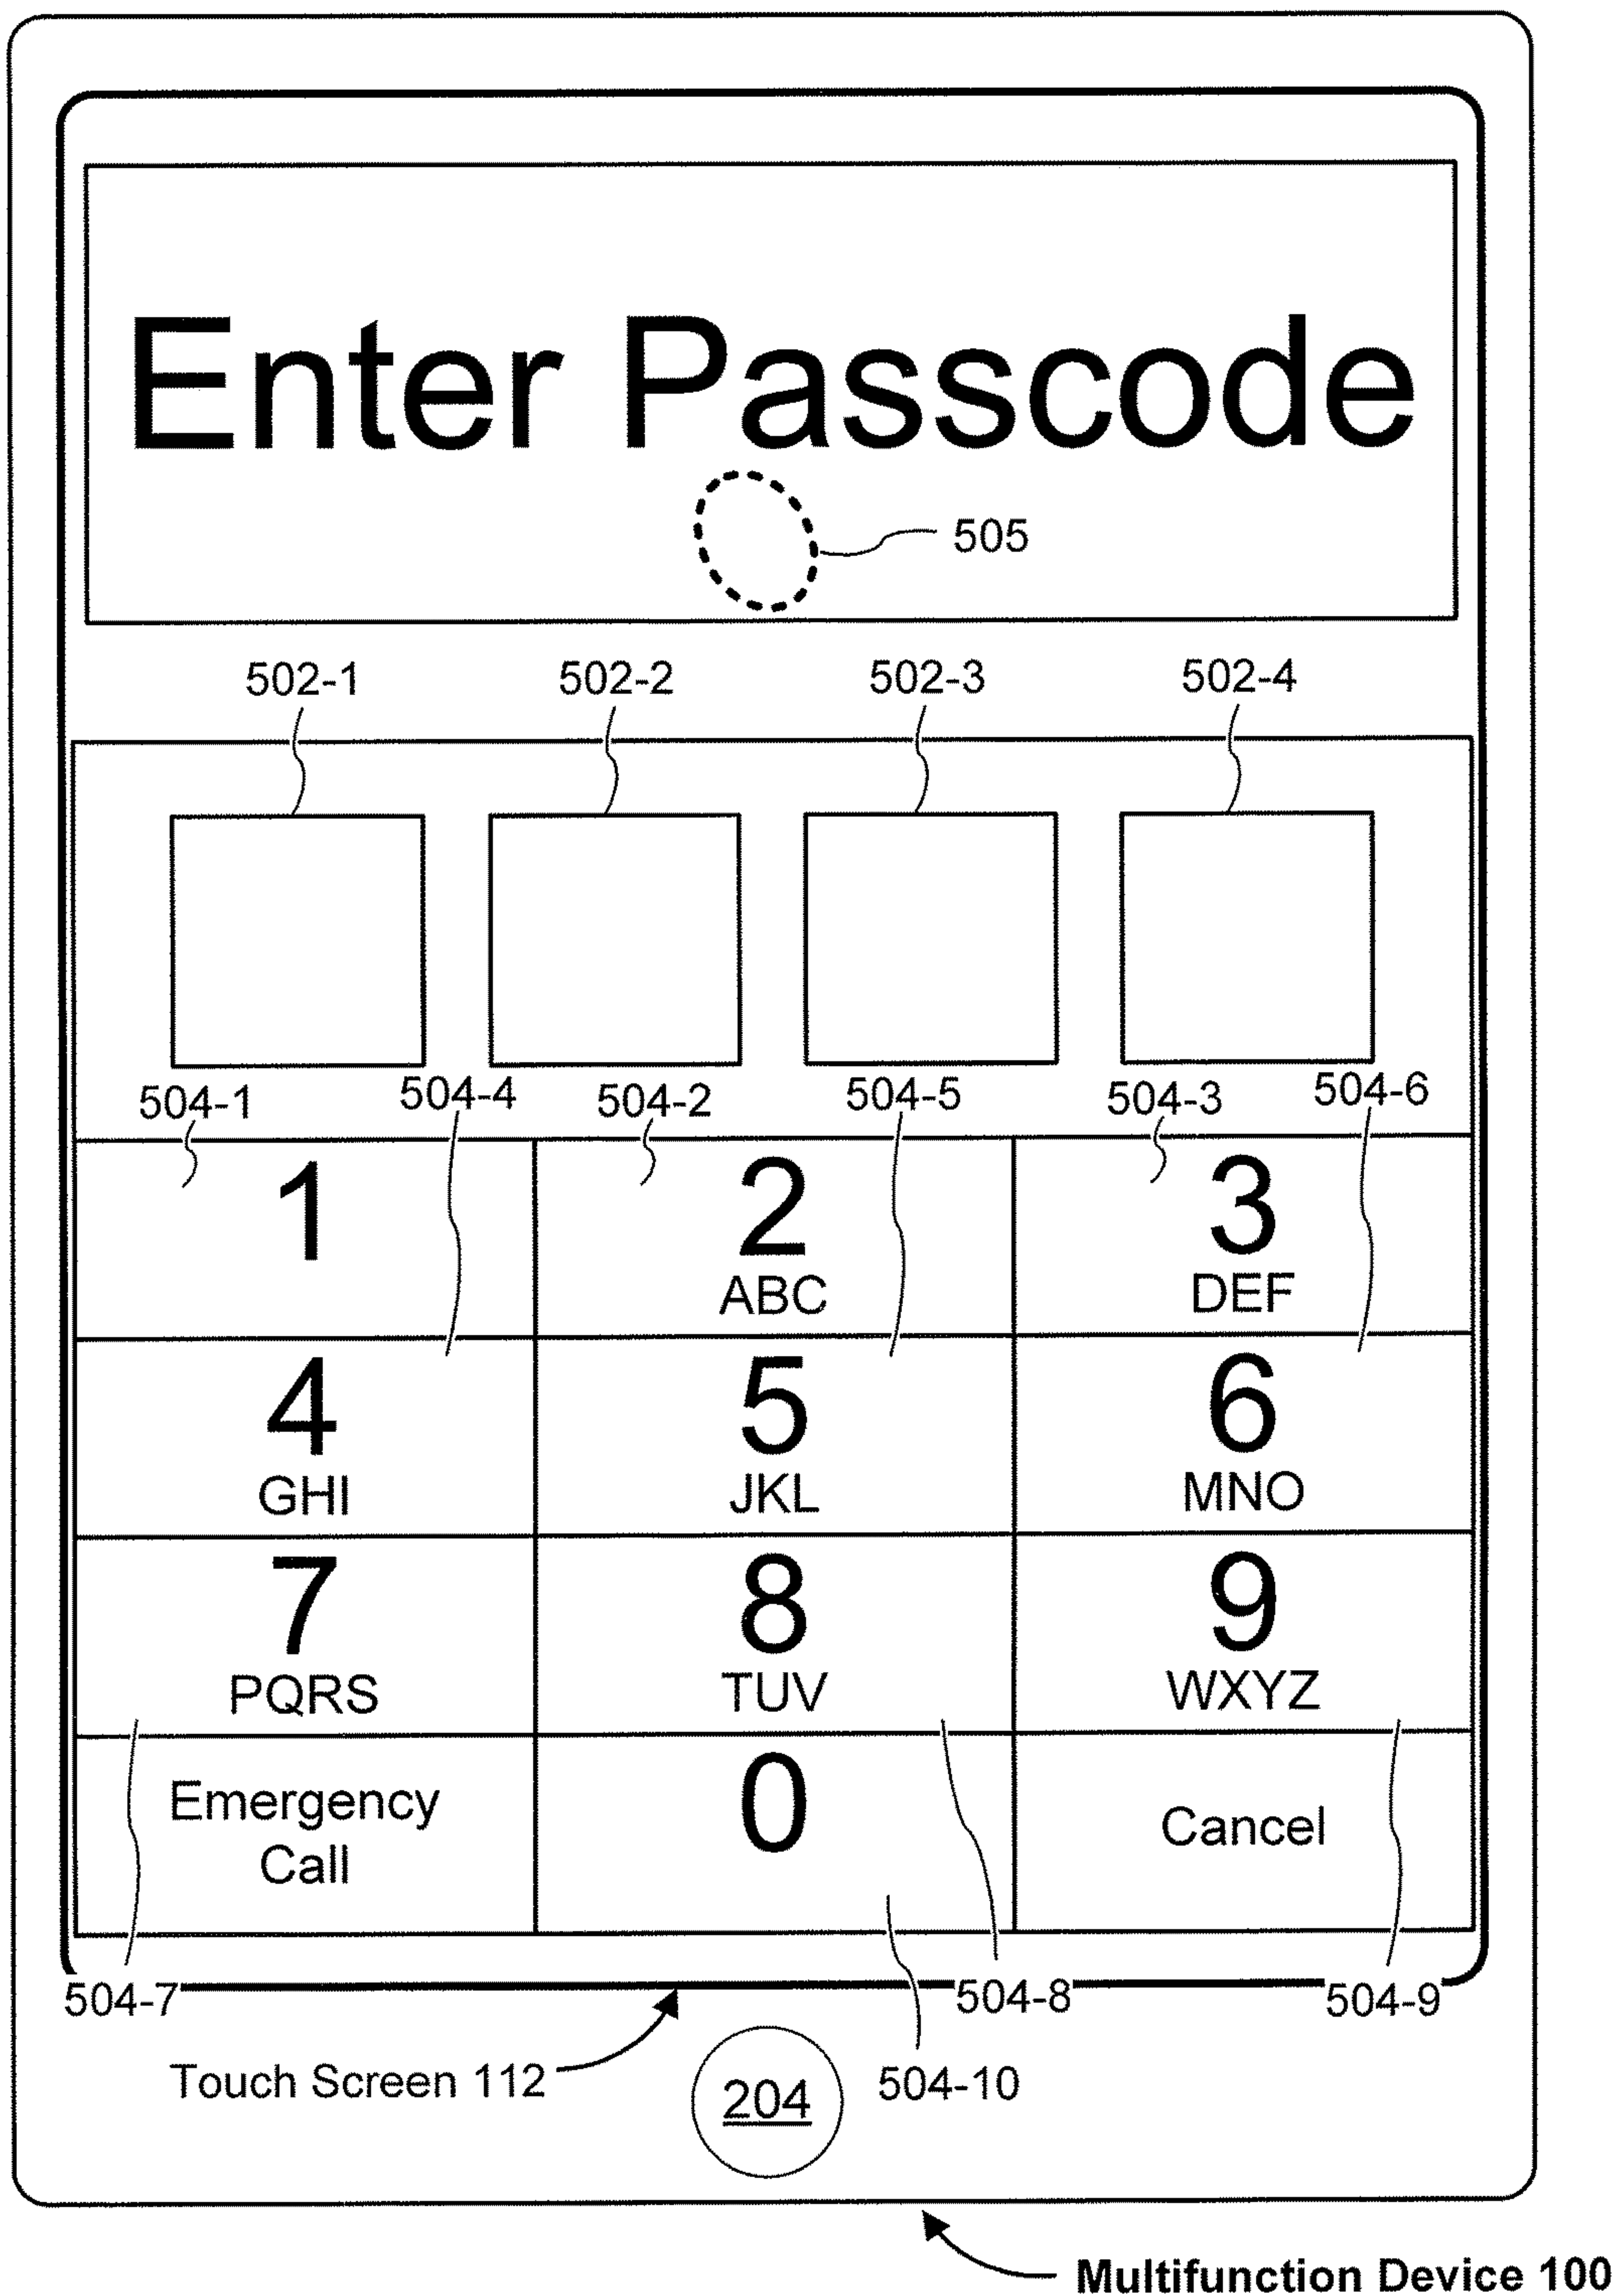 Enter Passcode
505
502-1 502-2 502-3 502-4
504-1 504-4 504-2 504-5 504-3 504-6
1 2 3
ABC DEF
4 5 6
GHI JKL MNO
7 8 9
PQRS TUV WXYZ
Emergency 0 Cancel
Call
504-7 504-8 504-9
Touch Screen 112 204 504-10
Multifunction Device 100